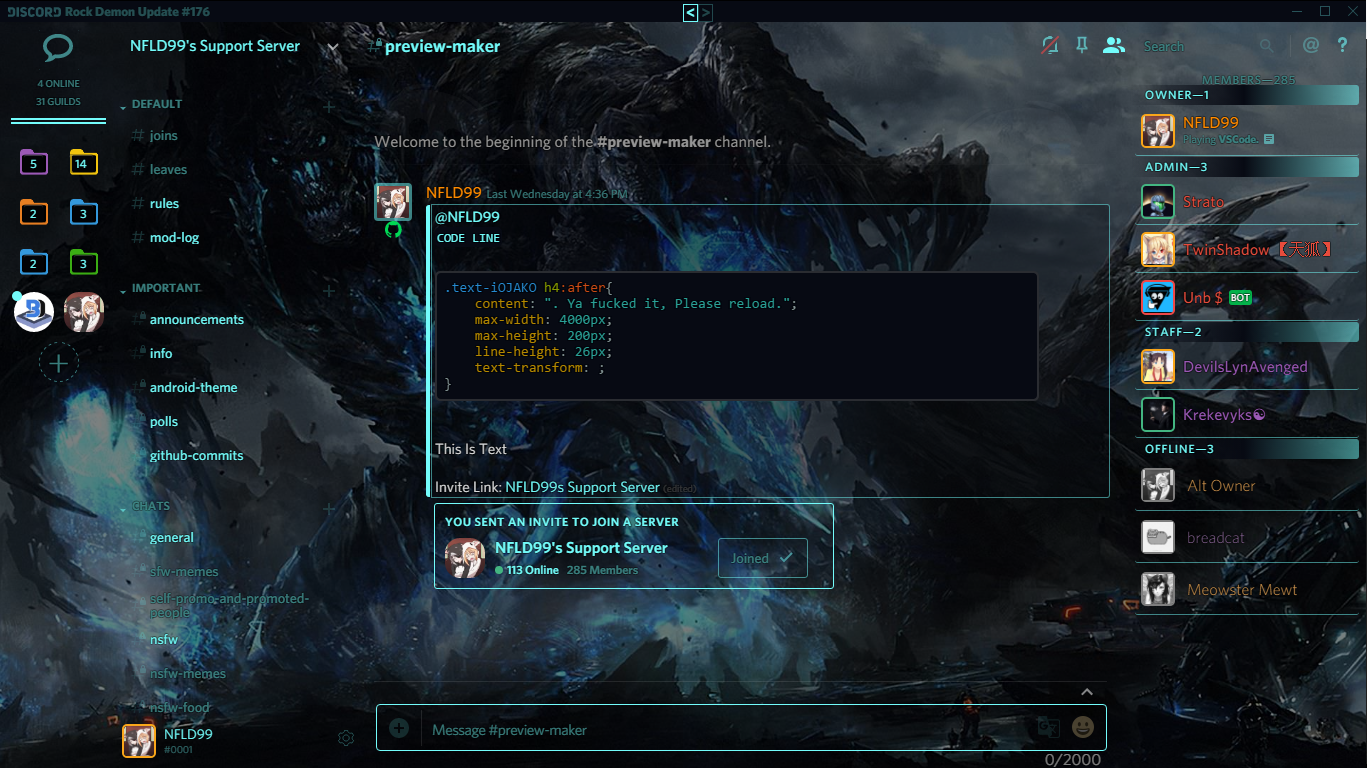 DISCORD Rock Demon Update #176
< >
4 ONLINE
31 GUILDS
5
14
2
3
2
3
NFLD99's Support Server
DEFAULT
joins
leaves
rules
mod-log
IMPORTANT
announcements
info
android-theme
polls
github-commits
CHATS
general
sfw-memes
self-promo-and-promoted-
people
nsfw
nsfw-memes
nsfw-food
NFLD99
#0001
preview-maker
Search
@ ?
Welcome to the beginning of the #preview-maker channel.
NFLD99 Last Wednesday at 4:36 PM
@NFLD99
CODE LINE
.text-iOJAKO h4:after{
content: ". Ya fucked it, Please reload.";
max-width: 4000px;
max-height: 200px;
line-height: 26px;
text-transform: ;
}
This Is Text
Invite Link: NFLD99s Support Server (edited)
YOU SENT AN INVITE TO JOIN A SERVER
NFLD99's Support Server
113 Online 285 Members
Joined
Message #preview-maker
0/2000
MEMBERS—285
OWNER—1
NFLD99
Playing VSCode.
ADMIN—3
Strato
TwinShadow 【天狐】
Unb $ BOT
STAFF—2
DevilsLynAvenged
Krekevyks☯
OFFLINE—3
Alt Owner
breadcat
Meowster Mewt